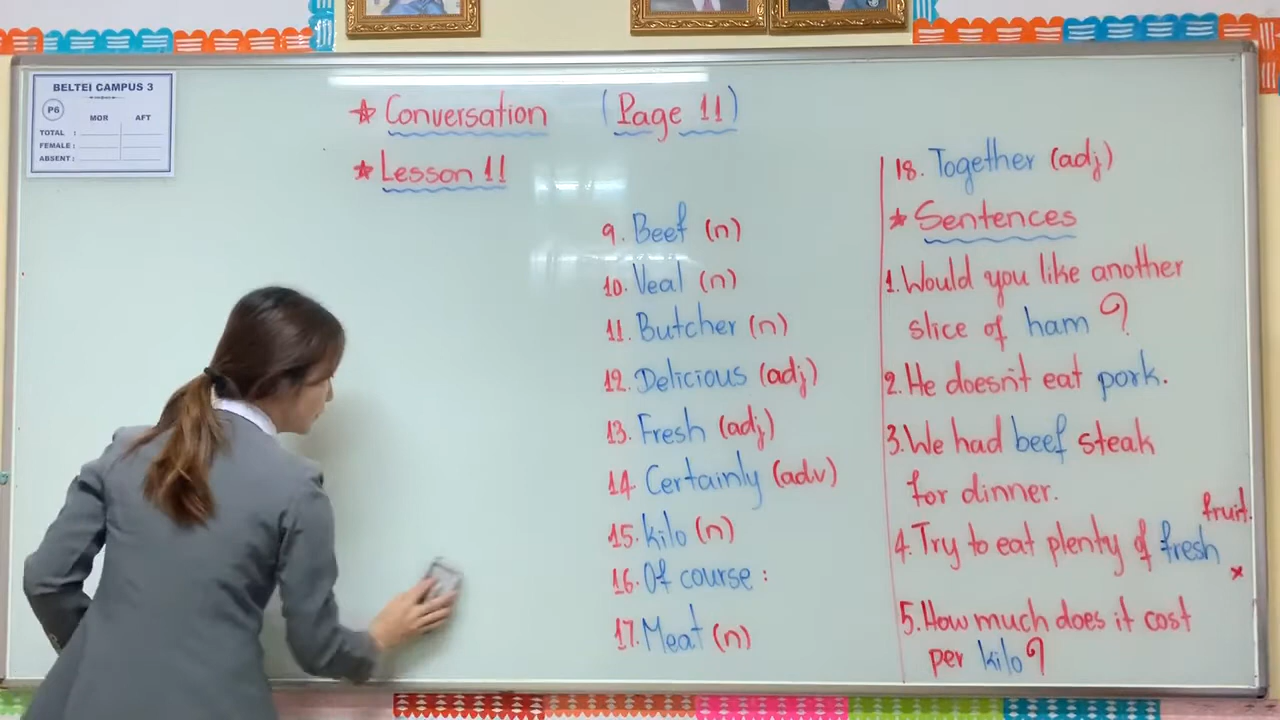 BELTEI CAMPUS 3
P6
MOR AFT
TOTAL :
FEMALE :
ABSENT :
★ Conversation (Page 11)
★ Lesson 11
9. Beef (n)
10. Veal (n)
11. Butcher (n)
12. Delicious (adj)
13. Fresh (adj)
14. Certainly (adv)
15. kilo (n)
16. Of course :
17. Meat (n)
18. Together (adj)
★ Sentences
1. Would you like another
slice of ham ?
2. He doesn't eat pork.
3. We had beef steak
for dinner.
4. Try to eat plenty of fresh
fruit.
5. How much does it cost
per kilo?